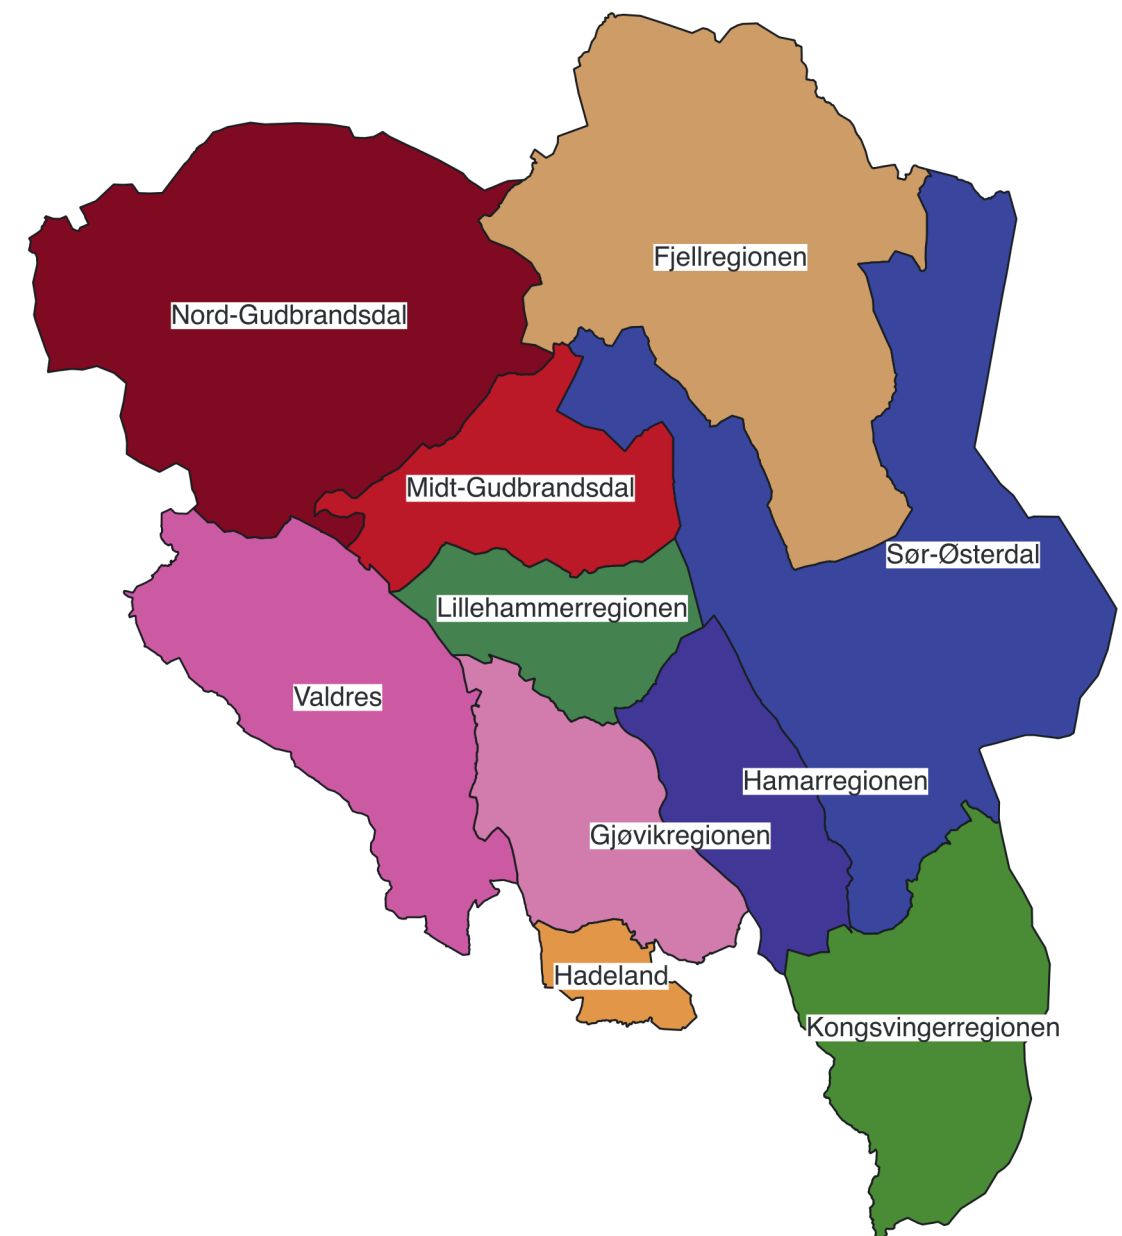 Fjellregionen
Nord-Gudbrandsdal
Midt-Gudbrandsdal
Sør-Østerdal
Lillehammerregionen
Valdres
Hamarregionen
Gjøvikregionen
Hadeland
Kongsvingerregionen